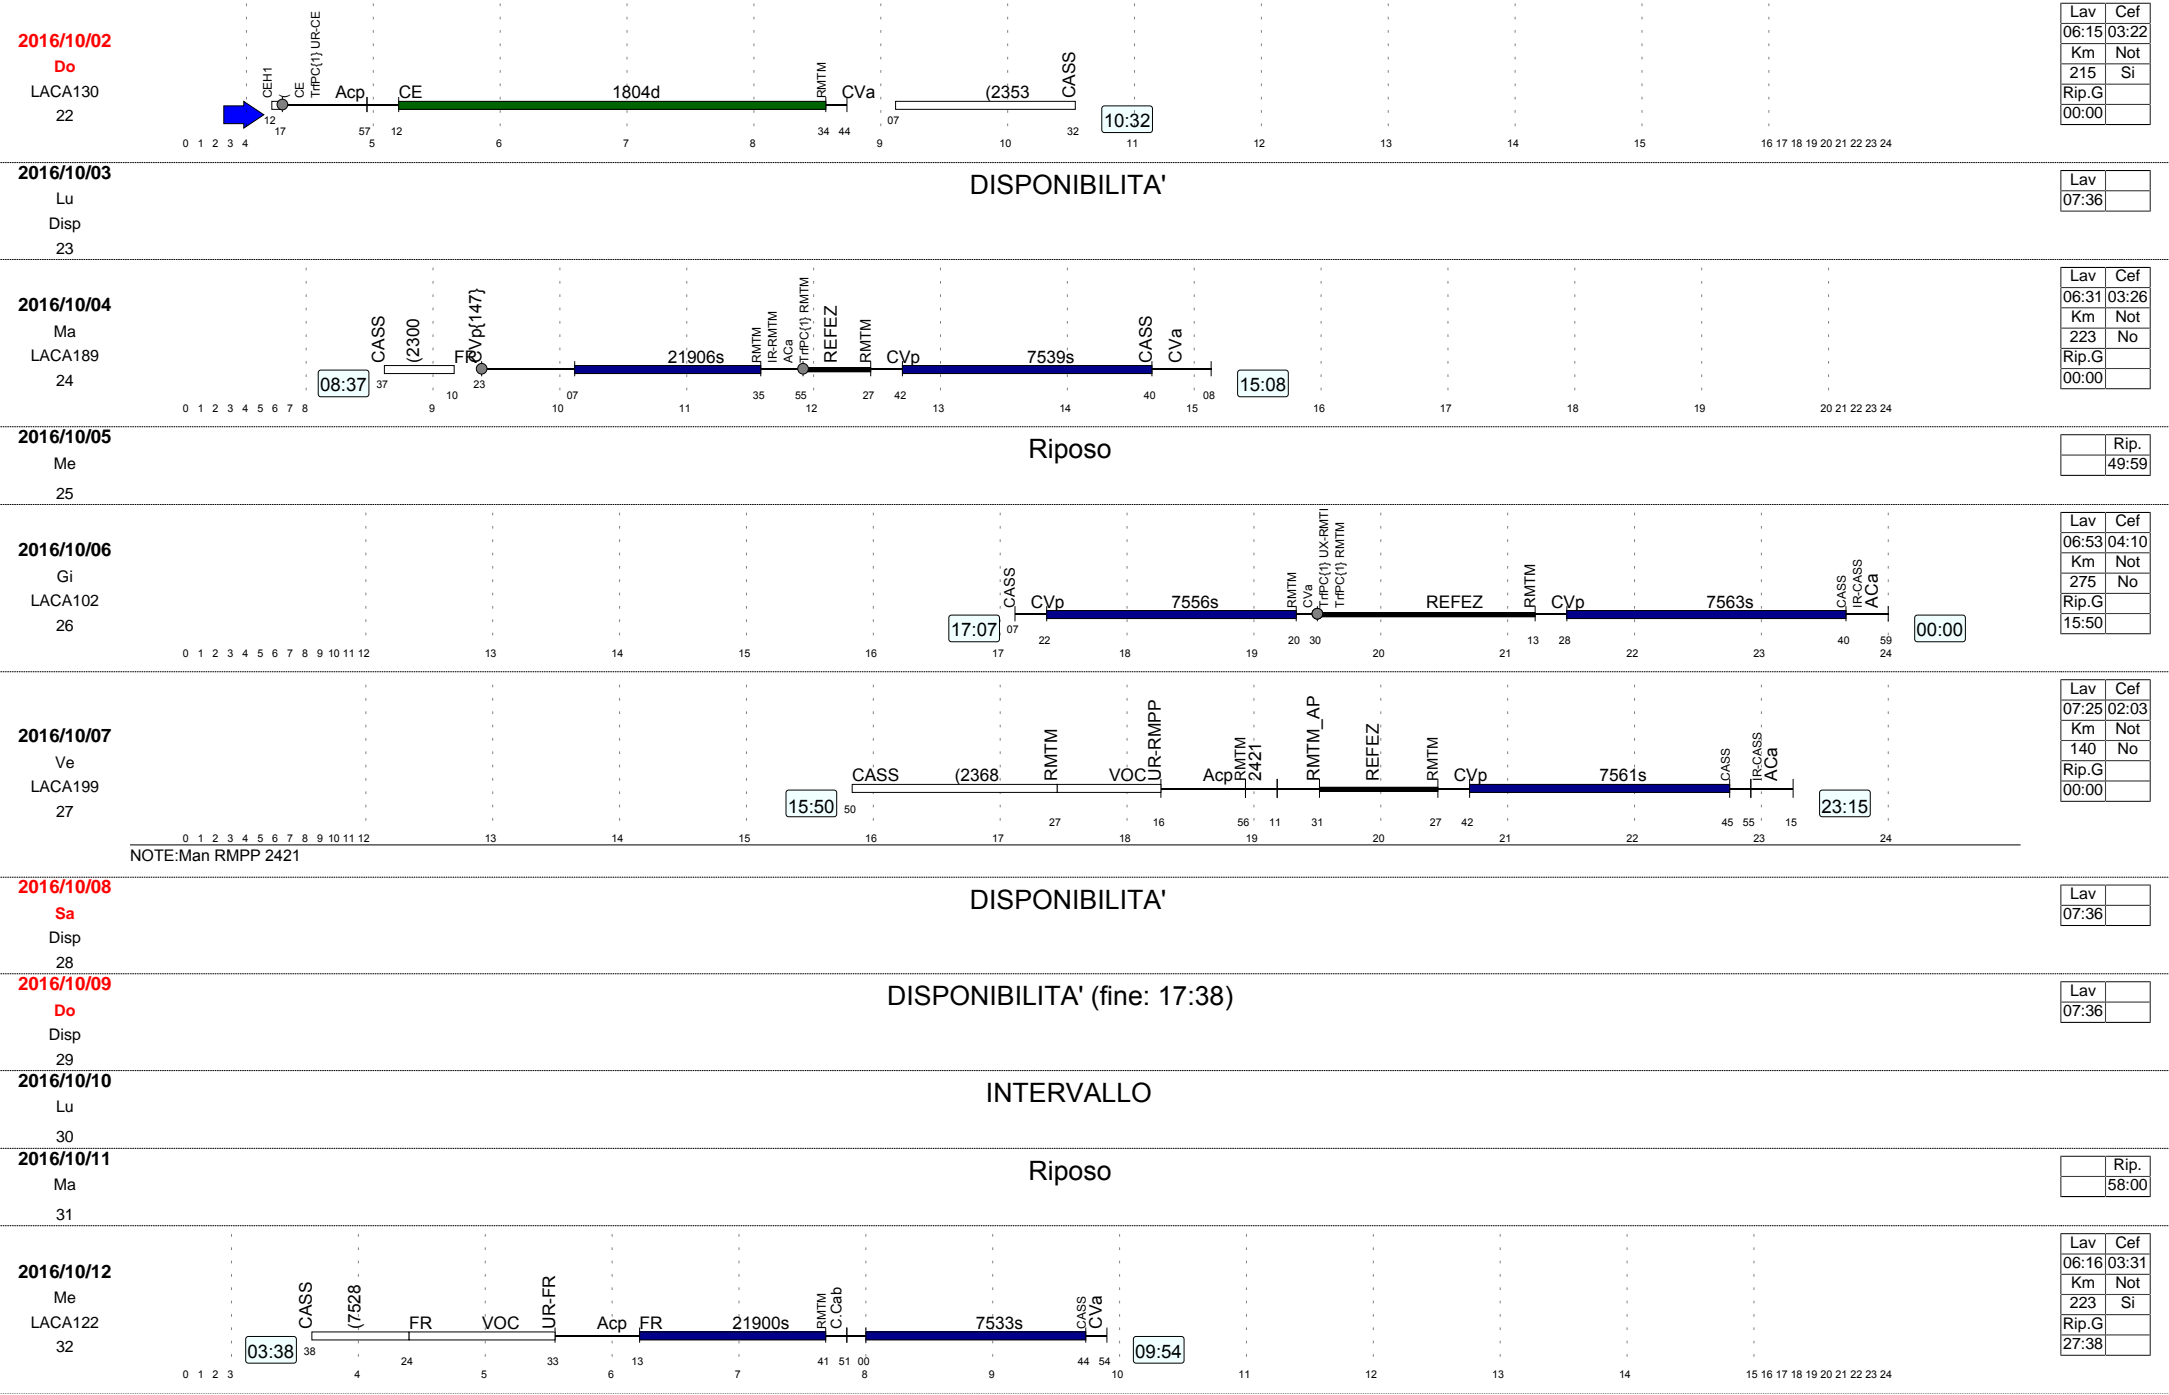 2016/10/02
Do
LACA130
22
CEH1
(
CE
TrfPC{1} UR-CE
Acp
CE
1804d
RMTM
CVa
(2353
CASS
12
17
57
12
34
44
07
32
10:32
0 1 2 3 4 5 6 7 8 9 10 11 12 13 14 15 16 17 18 19 20 21 22 23 24
Lav Cef
06:15 03:22
Km Not
215 Si
Rip.G
00:00
2016/10/03
Lu
Disp
23
DISPONIBILITA'
Lav
07:36
2016/10/04
Ma
LACA189
24
08:37
CASS
(2300
FR
CVp{147}
21906s
RMTM
IR-RMTM
ACa
TrfPC{1} RMTM
REFEZ
RMTM
CVp
7539s
CASS
CVa
37
10
23
07
35
55
27
42
40
08
15:08
0 1 2 3 4 5 6 7 8 9 10 11 12 13 14 15 16 17 18 19 20 21 22 23 24
Lav Cef
06:31 03:26
Km Not
223 No
Rip.G
00:00
2016/10/05
Me
25
Riposo
Rip.
49:59
2016/10/06
Gi
LACA102
26
17:07
CASS
CVp
7556s
RMTM
CVa
TrfPC{1} UX-RMTI
TrfPC{1} RMTM
REFEZ
RMTM
CVp
7563s
CASS
IR-CASS
ACa
07
22
20
30
13
28
40
59
00:00
0 1 2 3 4 5 6 7 8 9 10 11 12 13 14 15 16 17 18 19 20 21 22 23 24
Lav Cef
06:53 04:10
Km Not
275 No
Rip.G
15:50
2016/10/07
Ve
LACA199
27
15:50
CASS
(2368
RMTM
VOC
UR-RMPP
Acp
RMTM
2421
RMTM_AP
REFEZ
RMTM
CVp
7561s
CASS
IR-CASS
ACa
50
27
16
56
11
31
27
42
45
55
15
23:15
0 1 2 3 4 5 6 7 8 9 10 11 12 13 14 15 16 17 18 19 20 21 22 23 24
NOTE:Man RMPP 2421
Lav Cef
07:25 02:03
Km Not
140 No
Rip.G
00:00
2016/10/08
Sa
Disp
28
DISPONIBILITA'
Lav
07:36
2016/10/09
Do
Disp
29
DISPONIBILITA' (fine: 17:38)
Lav
07:36
2016/10/10
Lu
30
INTERVALLO
2016/10/11
Ma
31
Riposo
Rip.
58:00
2016/10/12
Me
LACA122
32
03:38
CASS
(7528
FR
VOC
UR-FR
Acp
FR
21900s
RMTM
C.Cab
7533s
CASS
CVa
38
24
33
13
41
51
00
44
54
09:54
0 1 2 3 4 5 6 7 8 9 10 11 12 13 14 15 16 17 18 19 20 21 22 23 24
Lav Cef
06:16 03:31
Km Not
223 Si
Rip.G
27:38